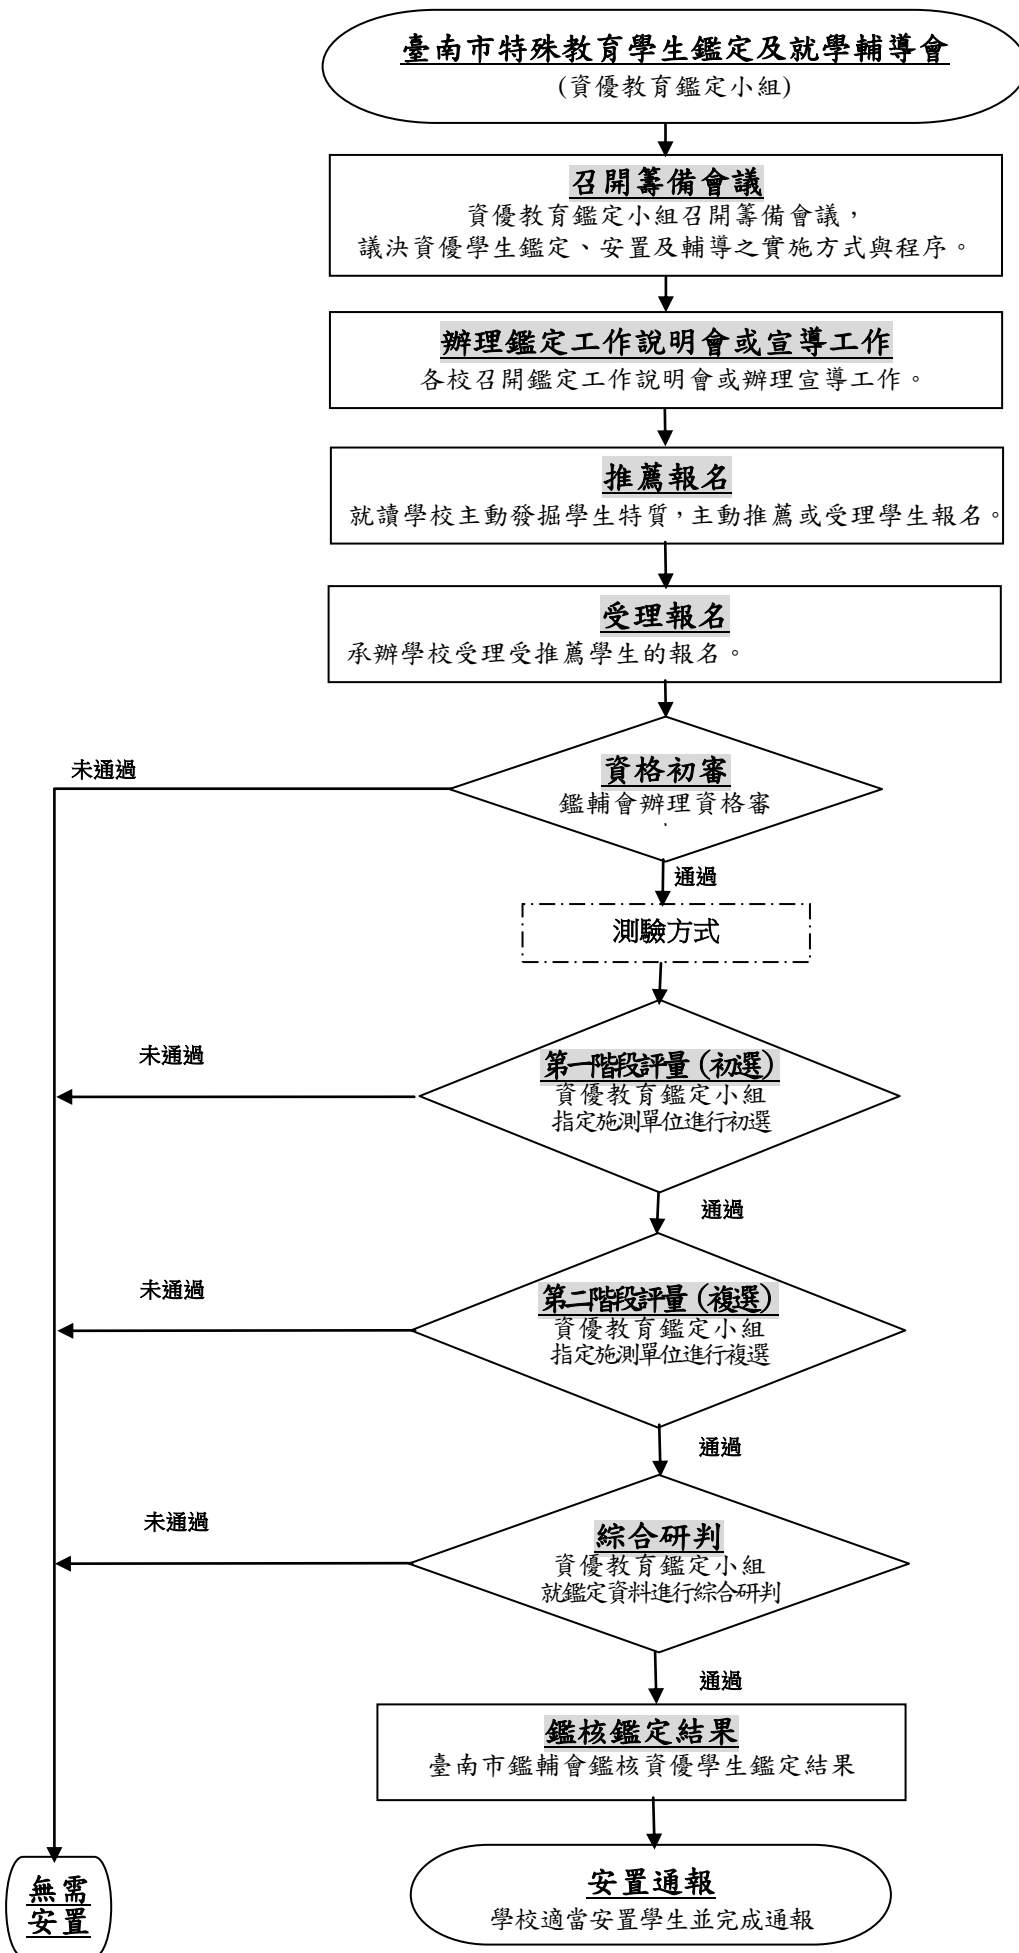 臺南市特殊教育學生鑑定及就學輔導會
(資優教育鑑定小組)
召開籌備會議
資優教育鑑定小組召開籌備會議，
議決資優學生鑑定、安置及輔導之實施方式與程序。
辦理鑑定工作說明會或宣導工作
各校召開鑑定工作說明會或辦理宣導工作。
推薦報名
就讀學校主動發掘學生特質，主動推薦或受理學生報名。
受理報名
承辦學校受理受推薦學生的報名。
資格初審
鑑輔會辦理資格審
未通過
通過
測驗方式
第一階段評量（初選）
資優教育鑑定小組
指定施測單位進行初選
未通過
通過
第二階段評量（複選）
資優教育鑑定小組
指定施測單位進行複選
未通過
通過
綜合研判
資優教育鑑定小組
就鑑定資料進行綜合研判
未通過
通過
鑑核鑑定結果
臺南市鑑輔會鑑核資優學生鑑定結果
安置通報
學校適當安置學生並完成通報
無需
安置